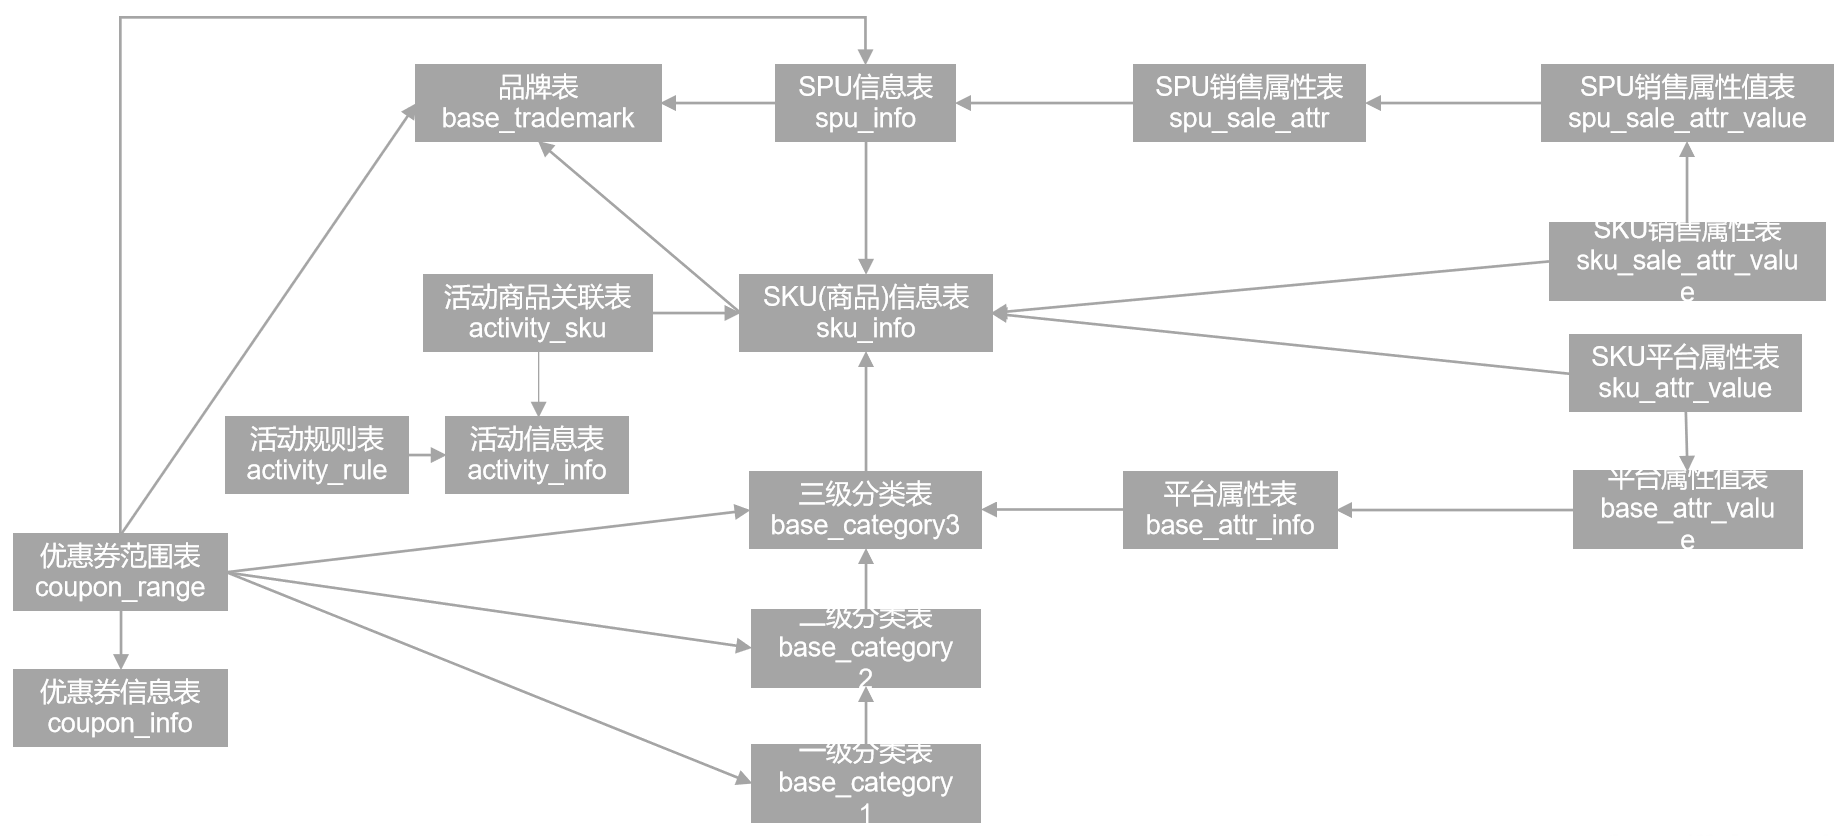 品牌表
base_trademark
SPU信息表
spu_info
SPU销售属性表
spu_sale_attr
SPU销售属性值表
spu_sale_attr_value
SKU销售属性表
sku_sale_attr_valu
e
活动商品关联表
activity_sku
SKU(商品)信息表
sku_info
SKU平台属性表
sku_attr_value
活动规则表
activity_rule
活动信息表
activity_info
三级分类表
base_category3
平台属性表
base_attr_info
平台属性值表
base_attr_valu
e
优惠券范围表
coupon_range
二级分类表
base_category
2
优惠券信息表
coupon_info
一级分类表
base_category
1